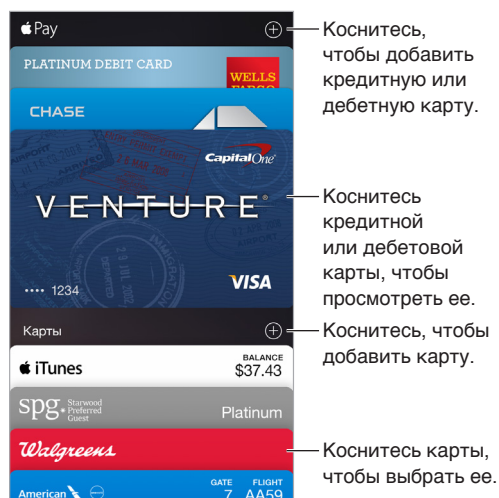 Pay
Коснитесь,
чтобы добавить
кредитную или
дебетную карту.
PLATINUM DEBIT CARD
WELLS
FARGO
CHASE
CapitalOne
VENTURE®
Коснитесь
кредитной
или дебетовой
карты, чтобы
просмотреть ее.
•••• 1234
VISA
Карты
Коснитесь, чтобы
добавить карту.
iTunes
BALANCE
$37.43
spg. Starwood
Preferred
Guest
Platinum
Walgreens
Коснитесь карты,
чтобы выбрать ее.
American
GATE FLIGHT
7 AA59